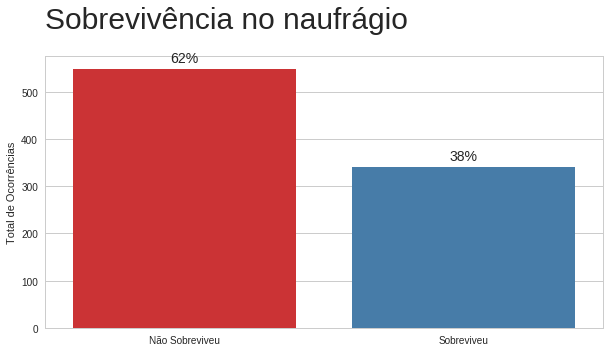 Sobrevivência no naufrágio
62%
38%
Total de Ocorrências
500
400
300
200
100
0
Não Sobreviveu
Sobreviveu